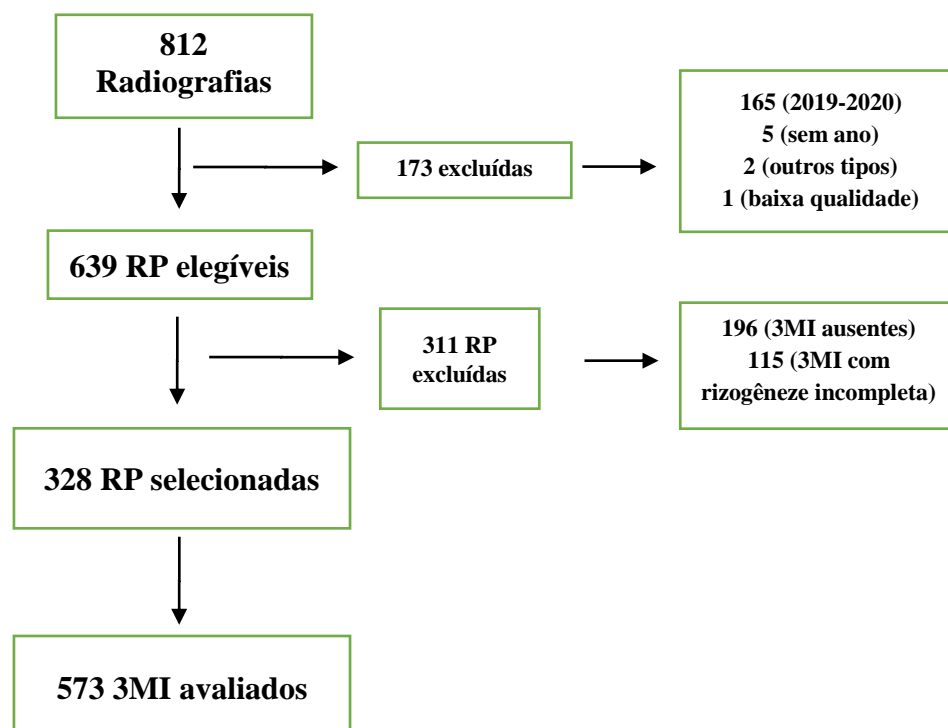 812
Radiografias
165 (2019-2020)
5 (sem ano)
2 (outros tipos)
1 (baixa qualidade)
173 excluídas
639 RP elegíveis
311 RP
excluídas
196 (3MI ausentes)
115 (3MI com
rizogêneze incompleta)
328 RP selecionadas
573 3MI avaliados